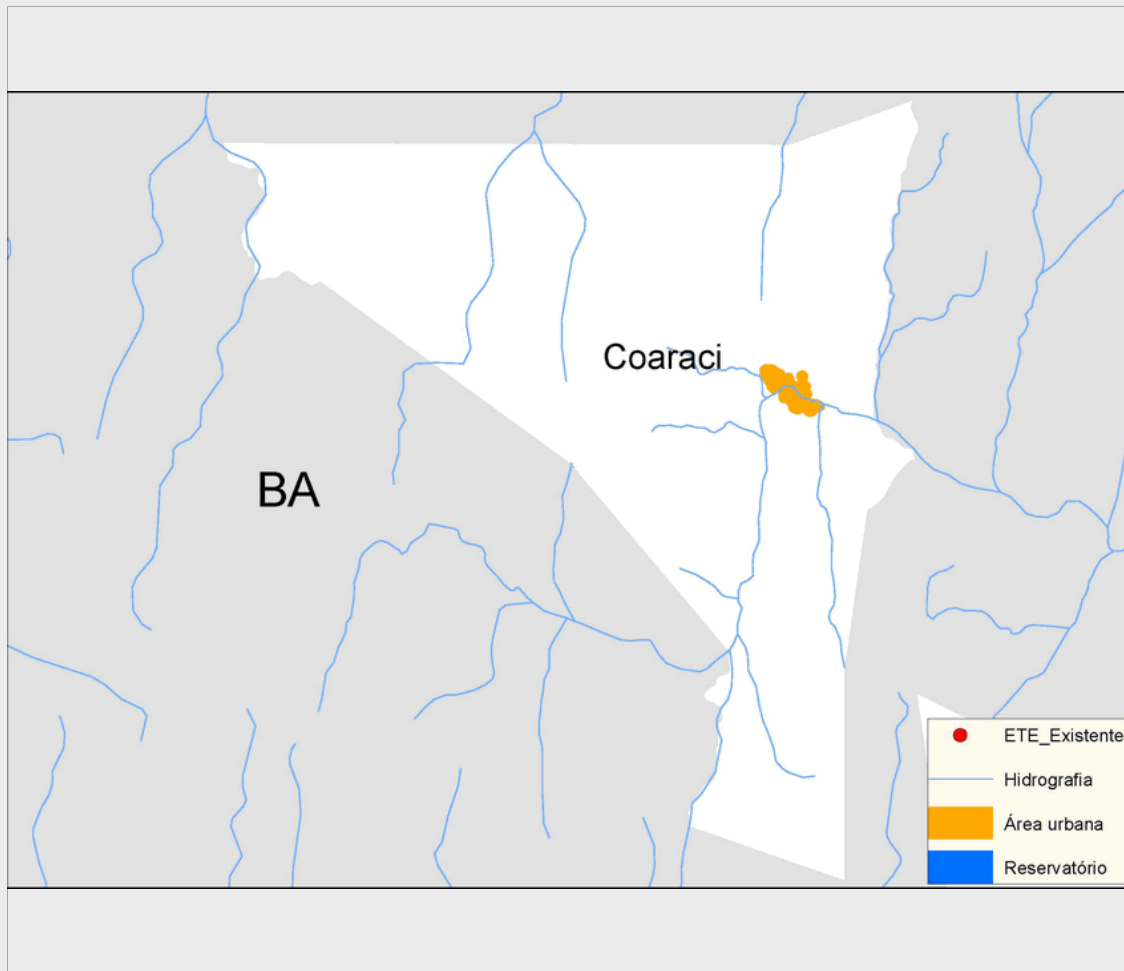 Coaraci
BA
ETE_Existente
Hidrografia
Área urbana
Reservatório